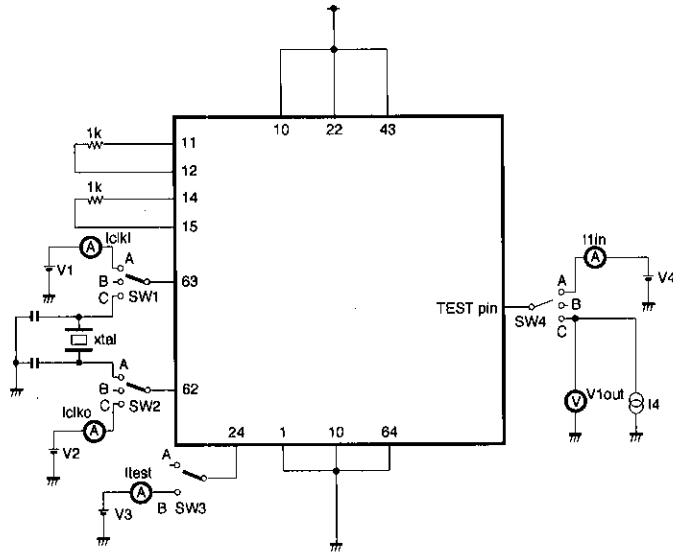 10 22 43
1k
11
12
1k
14
15
Iclkl
A
A
V1
B
63
C
SW1
I1in
A
A
V4
B
TEST pin
SW4
C
xtal
A
B
62
C
SW2
Iclko
A
V2
V
V1out
I4
24 1 10 64
A
Itest
A
B SW3
V3